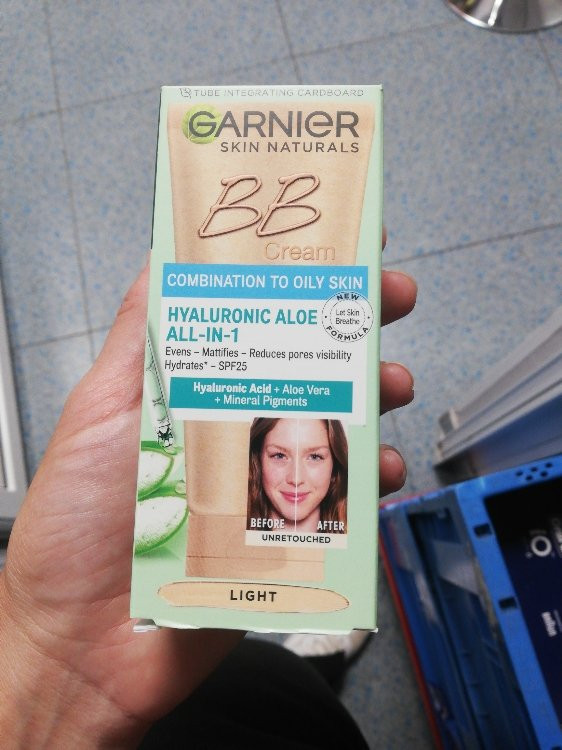 TUBE INTEGRATING CARDBOARD
GARNIER
SKIN NATURALS
BB
Cream
COMBINATION TO OILY SKIN
HYALURONIC ALOE
ALL-IN-1
NEW
Let Skin
Breathe
FORMULA
Evens – Mattifies – Reduces pores visibility
Hydrates* – SPF25
Hyaluronic Acid + Aloe Vera
+ Mineral Pigments
BEFORE AFTER
UNRETOUCHED
LIGHT